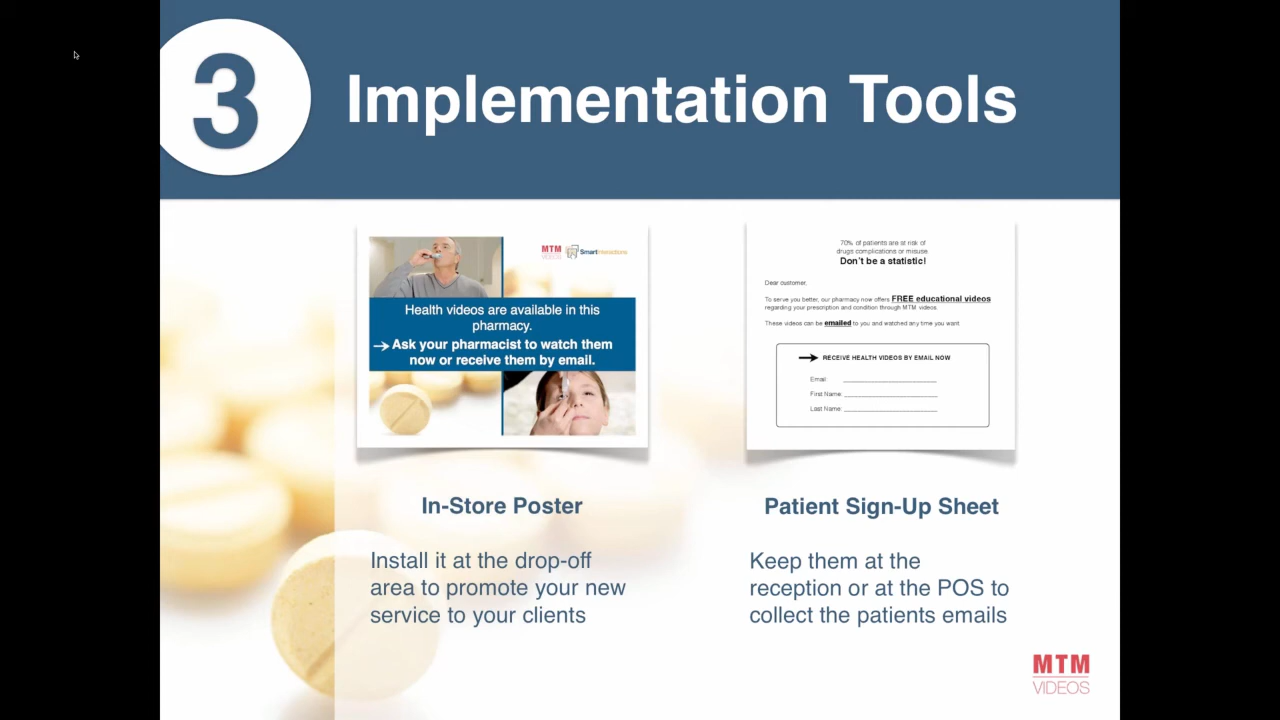 3
Implementation Tools
MTM
VIDEOS
SmartInteractions
Health videos are available in this
pharmacy.
→ Ask your pharmacist to watch them
now or receive them by email.
70% of patients are at risk of
drugs complications or misuse
Don't be a statistic!
Dear customer,
To serve you better, our pharmacy now offers FREE educational videos
regarding your prescription and condition through MTM videos.
These videos can be emailed to you and watched any time you want
RECEIVE HEALTH VIDEOS BY EMAIL NOW
Email:
First Name:
Last Name:
In-Store Poster
Install it at the drop-off
area to promote your new
service to your clients
Patient Sign-Up Sheet
Keep them at the
reception or at the POS to
collect the patients emails
MTM
VIDEOS